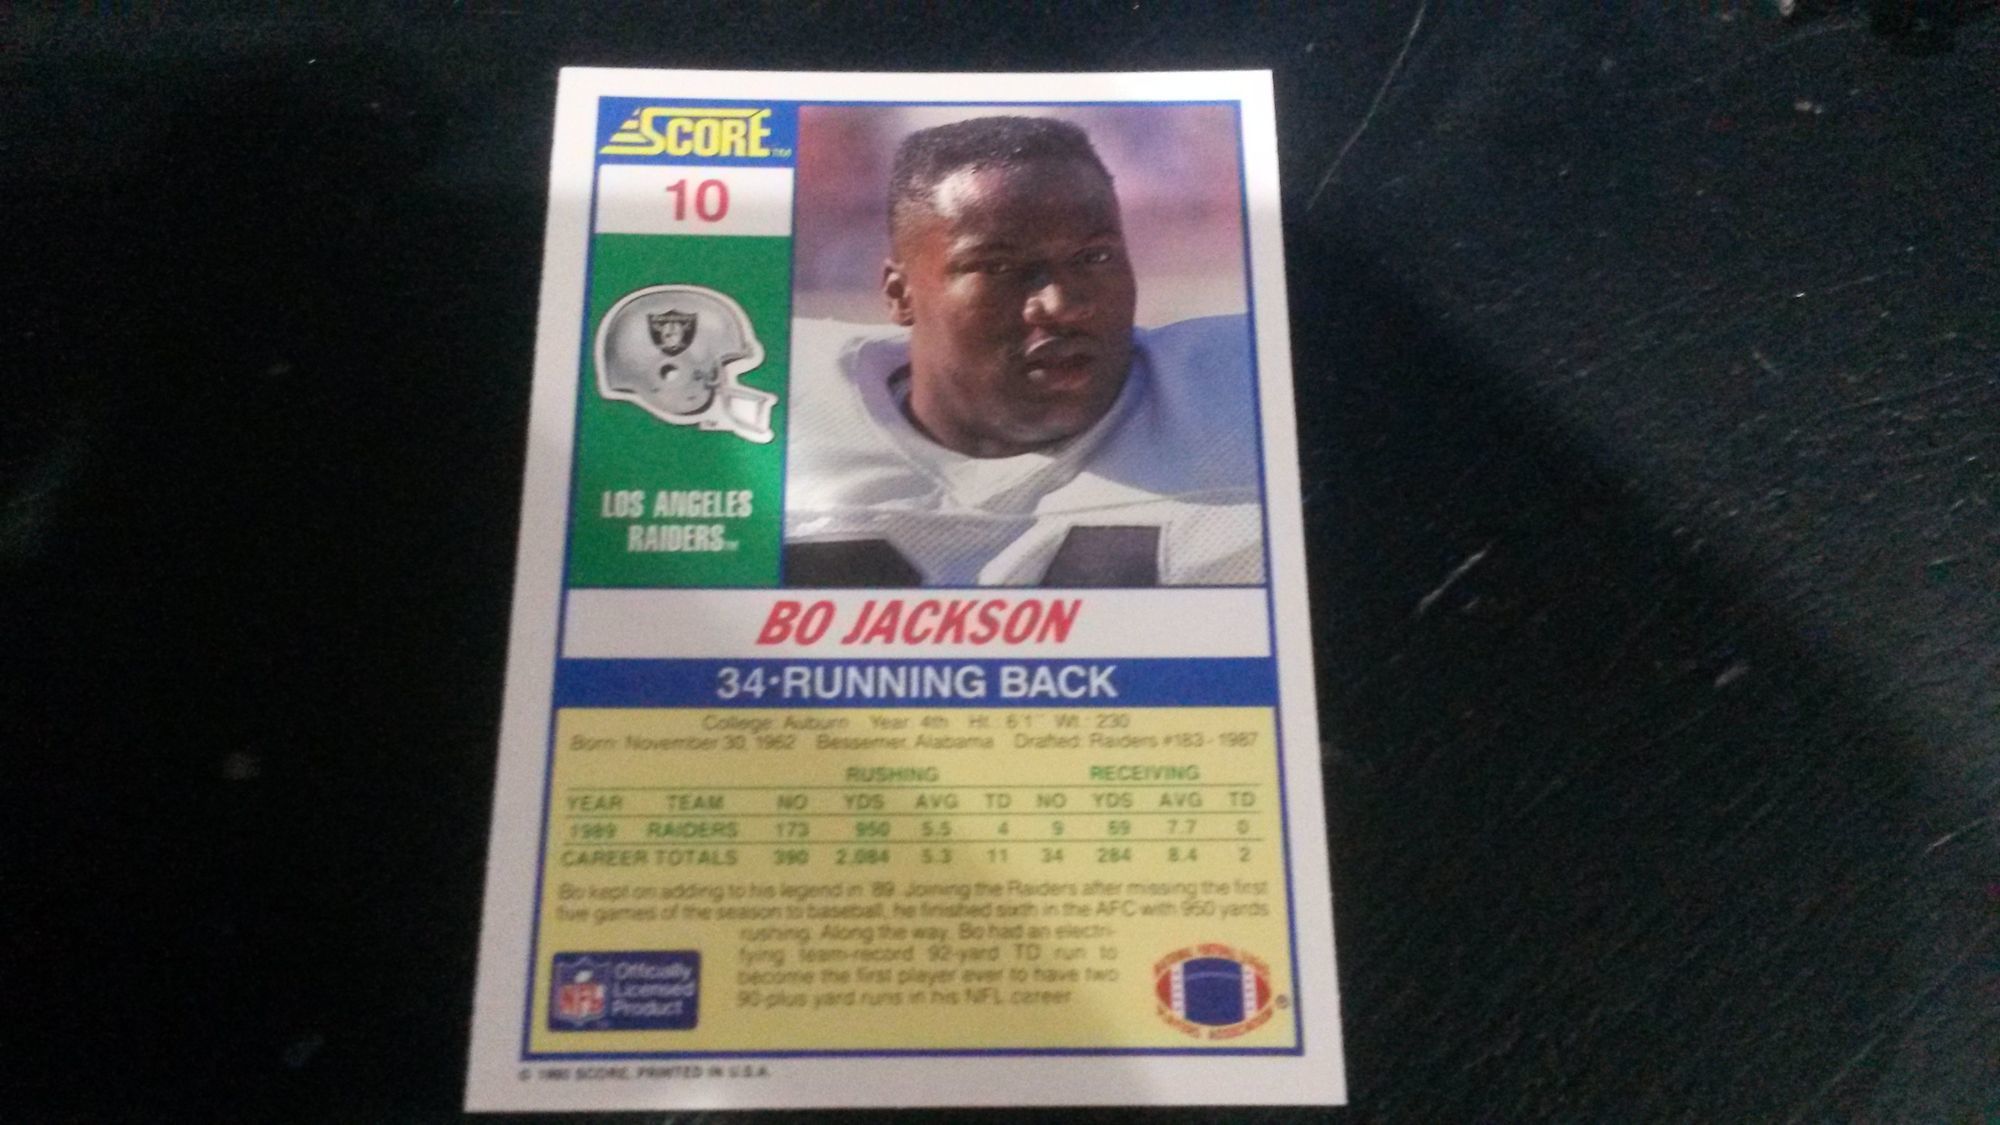 SCORE TM
10
LOS ANGELES
RAIDERS
BO JACKSON
34·RUNNING BACK
College: Auburn Year: 4th Ht.: 6'1" Wt.: 230
Born: November 30, 1962 Bessemer, Alabama Drafted: Raiders #183 - 1987
RUSHING RECEIVING
YEAR TEAM NO YDS AVG TD NO YDS AVG TD
1989 RAIDERS 173 950 5.5 4 9 69 7.7 0
CAREER TOTALS 390 2,084 5.3 11 34 284 8.4 2
Bo kept on adding to his legend in '89. Joining the Raiders after missing the first
five games of the season to baseball, he finished sixth in the AFC with 950 yards
rushing. Along the way, Bo had an electri-
fying team-record 92-yard TD run to
become the first player ever to have two
90-plus yard runs in his NFL career.
NFL
Officially
Licensed
Product
© 1990 SCORE, PRINTED IN U.S.A.